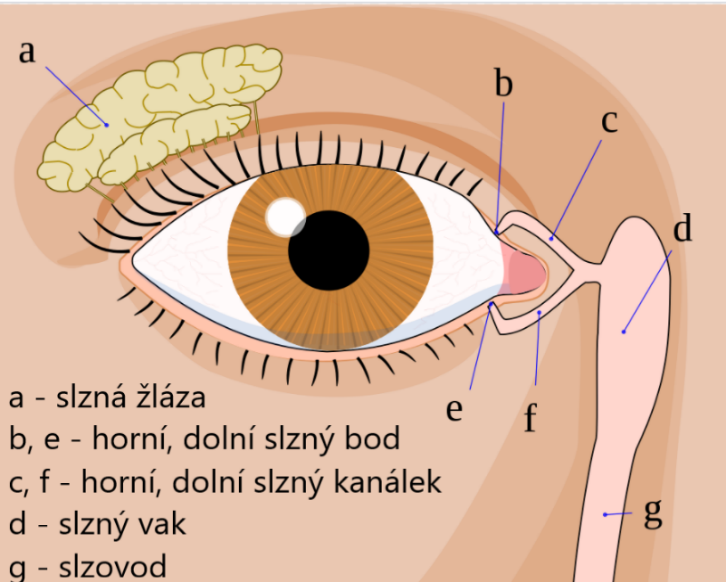 a
b
c
d
e
f
g
a - slzná žláza
b, e - horní, dolní slzný bod
c, f - horní, dolní slzný kanálek
d - slzný vak
g - slzovod